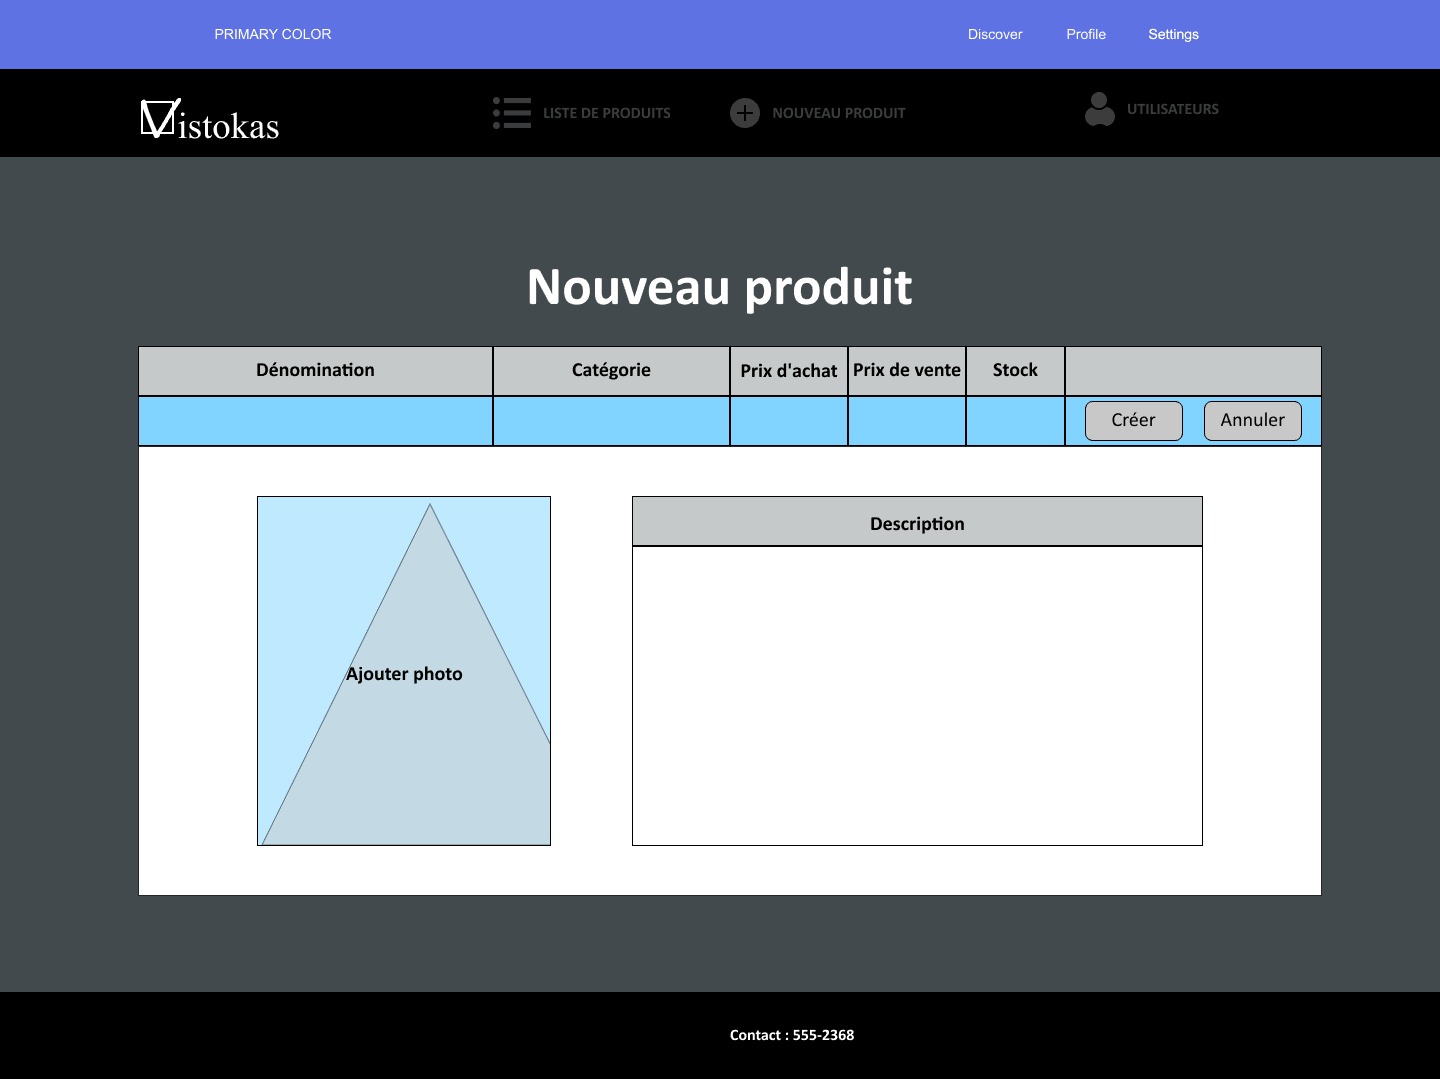 PRIMARY COLOR
Discover Profile Settings
Vistokas
LISTE DE PRODUITS
NOUVEAU PRODUIT
UTILISATEURS
Nouveau produit
Dénomination Catégorie Prix d'achat Prix de vente Stock
Créer Annuler
Description
Ajouter photo
Contact : 555-2368